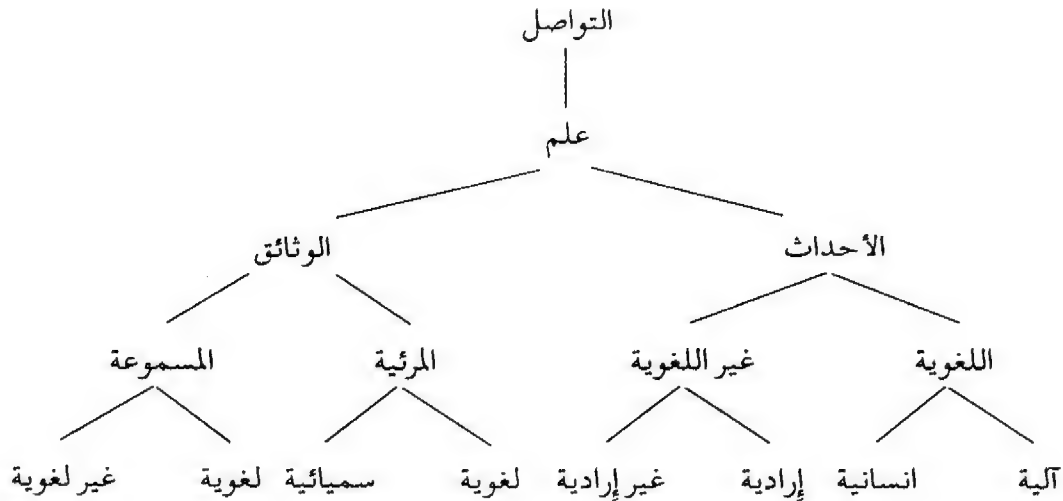 التواصل
علم
الأحداث الوثائق
اللغوية غير اللغوية المرئية المسموعة
آلية انسانية إرادية غير إرادية لغوية سميائية لغوية غير لغوية